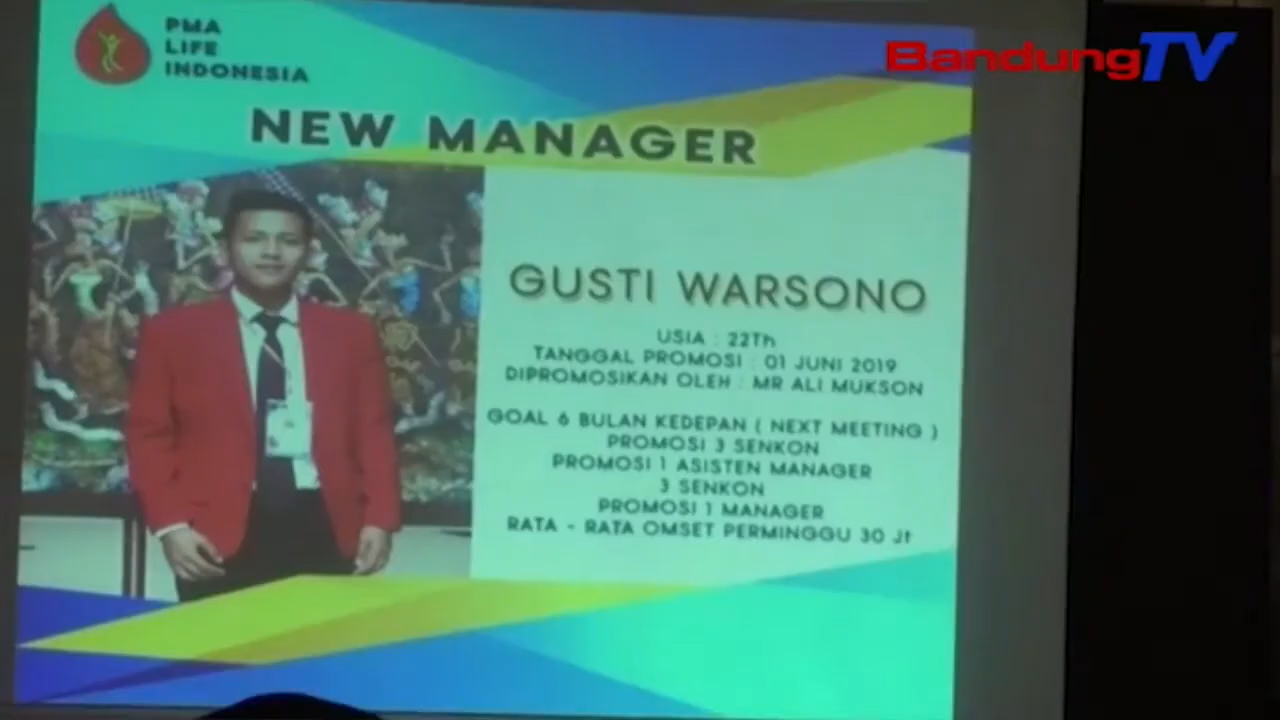 PMA
LIFE
INDONESIA
BandungTV
NEW MANAGER
GUSTI WARSONO
USIA : 22Th
TANGGAL PROMOSI : 01 JUNI 2019
DIPROMOSIKAN OLEH : MR ALI MUKSON
GOAL 6 BULAN KEDEPAN ( NEXT MEETING )
PROMOSI 3 SENKON
PROMOSI 1 ASISTEN MANAGER
3 SENKON
PROMOSI 1 MANAGER
RATA - RATA OMSET PERMINGGU 30 Jt